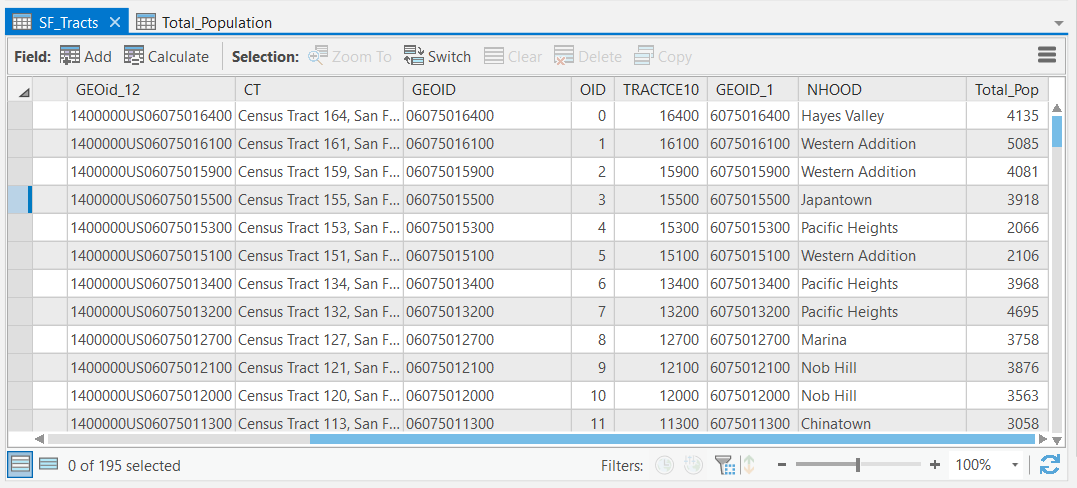 SF_Tracts Total_Population
Field: Add Calculate Selection: Zoom To Switch Clear Delete Copy
GEOid_12 CT GEOID OID TRACTCE10 GEOID_1 NHOOD Total_Pop
1400000US06075016400 Census Tract 164, San F... 06075016400 0 16400 6075016400 Hayes Valley 4135
1400000US06075016100 Census Tract 161, San F... 06075016100 1 16100 6075016100 Western Addition 5085
1400000US06075015900 Census Tract 159, San F... 06075015900 2 15900 6075015900 Western Addition 4081
1400000US06075015500 Census Tract 155, San F... 06075015500 3 15500 6075015500 Japantown 3918
1400000US06075015300 Census Tract 153, San F... 06075015300 4 15300 6075015300 Pacific Heights 2066
1400000US06075015100 Census Tract 151, San F... 06075015100 5 15100 6075015100 Western Addition 2106
1400000US06075013400 Census Tract 134, San F... 06075013400 6 13400 6075013400 Pacific Heights 3968
1400000US06075013200 Census Tract 132, San F... 06075013200 7 13200 6075013200 Pacific Heights 4695
1400000US06075012700 Census Tract 127, San F... 06075012700 8 12700 6075012700 Marina 3758
1400000US06075012100 Census Tract 121, San F... 06075012100 9 12100 6075012100 Nob Hill 3876
1400000US06075012000 Census Tract 120, San F... 06075012000 10 12000 6075012000 Nob Hill 3563
1400000US06075011300 Census Tract 113, San F... 06075011300 11 11300 6075011300 Chinatown 3058
0 of 195 selected Filters: 100%